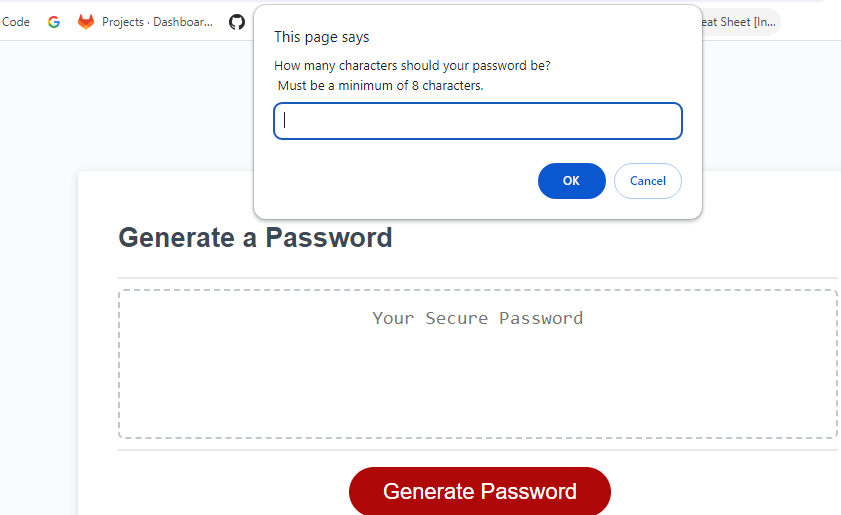 Code
Projects · Dashboar...
eat Sheet [In...
This page says
How many characters should your password be?
Must be a minimum of 8 characters.
OK
Cancel
Generate a Password
Your Secure Password
Generate Password